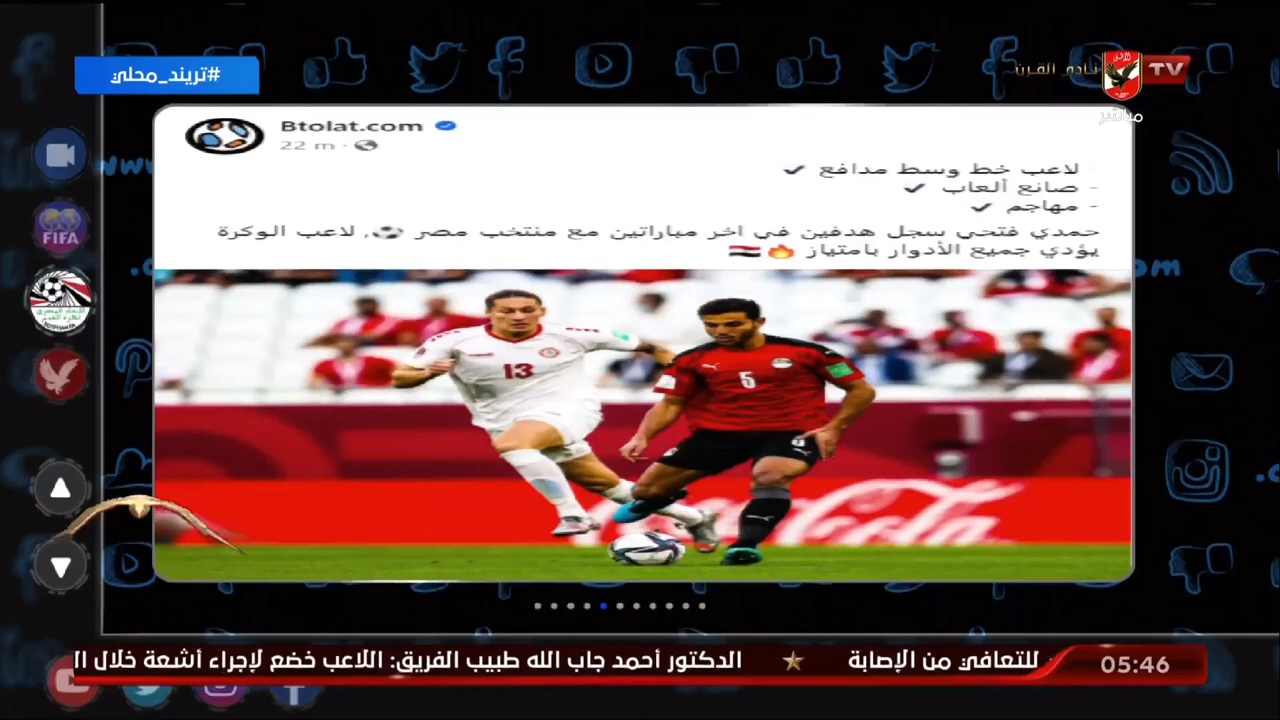 #تريند_محلي
نادي القرن
TV
مباشر
Btolat.com
22 m ·
- لاعب خط وسط مدافع ✔
- صانع ألعاب ✔
- مهاجم ✔
حمدي فتحي سجل هدفين في اخر مباراتين مع منتخب مصر ⚽, لاعب الوكرة
يؤدي جميع الأدوار بامتياز 🔥🇪🇬
FIFA
13
5
Coca-Cola
للتعافي من الإصابة ★ الدكتور أحمد جاب الله طبيب الفريق: اللاعب خضع لإجراء أشعة خلال
05:46